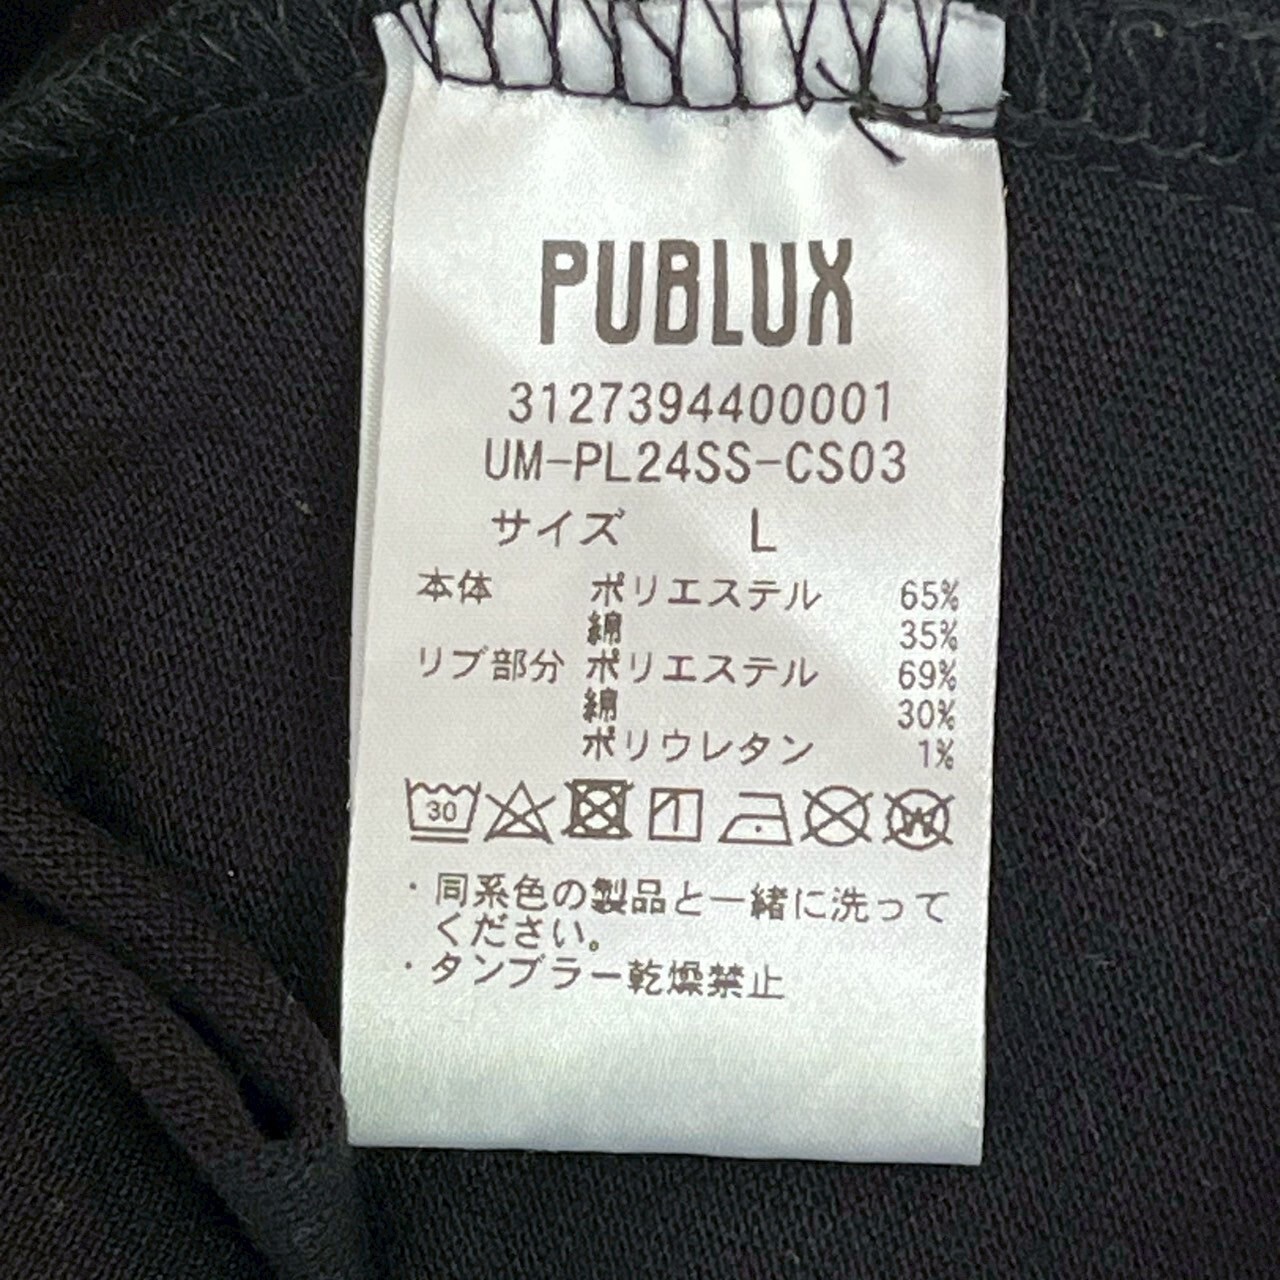 PUBLUX
3127394400001
UM-PL24SS-CS03
サイズ L
本体 ポリエステル 65%
綿 35%
リブ部分 ポリエステル 69%
綿 30%
ポリウレタン 1%
30
W
・同系色の製品と一緒に洗って
ください。
・タンブラー乾燥禁止